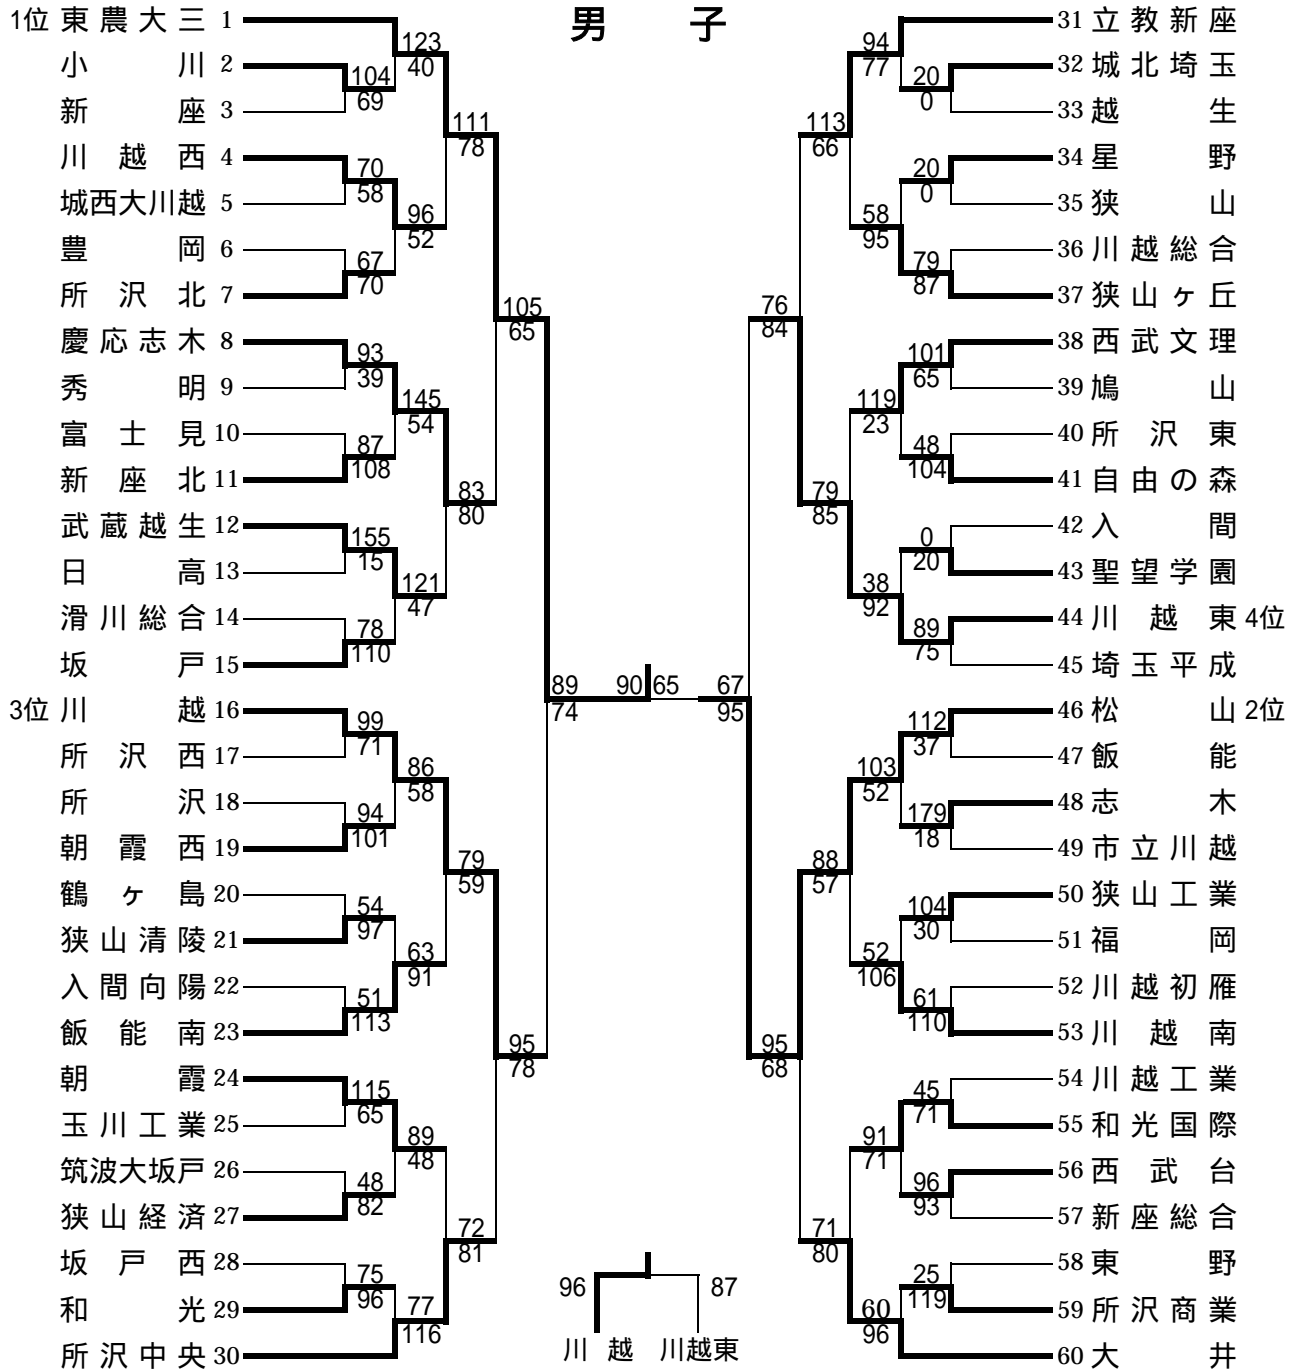 男 子
1位 東農大三 1
小川 2
新座 3
川越西 4
城西大川越 5
豊岡 6
所沢北 7
慶応志木 8
秀明 9
富士見 10
新座北 11
武蔵越生 12
日高 13
滑川総合 14
坂戸 15
3位 川越 16
所沢西 17
所沢 18
朝霞西 19
鶴ヶ島 20
狭山清陵 21
入間向陽 22
飯能南 23
朝霞 24
玉川工業 25
筑波大坂戸 26
狭山経済 27
坂戸西 28
和光 29
所沢中央 30
123
40
104
69
70
58
96
52
67
70
111
78
93
39
145
54
87
108
83
80
155
15
121
47
78
110
105
65
99
71
86
58
94
101
79
59
54
97
63
91
51
113
95
78
115
65
89
48
48
82
72
81
75
96
77
116
89
74
90 65
67
95
76
84
113
66
94
77
20
0
20
0
58
95
79
87
101
65
119
23
48
104
79
85
0
20
38
92
89
75
112
37
103
52
179
18
88
57
104
30
52
106
61
110
95
68
45
71
91
71
96
93
71
80
25
119
60
96
31 立教新座
32 城北埼玉
33 越生
34 星野
35 狭山
36 川越総合
37 狭山ヶ丘
38 西武文理
39 鳩山
40 所沢東
41 自由の森
42 入間
43 聖望学園
44 川越東 4位
45 埼玉平成
46 松山 2位
47 飯能
48 志木
49 市立川越
50 狭山工業
51 福岡
52 川越初雁
53 川越南
54 川越工業
55 和光国際
56 西武台
57 新座総合
58 東野
59 所沢商業
60 大井
96 87
川越 川越東